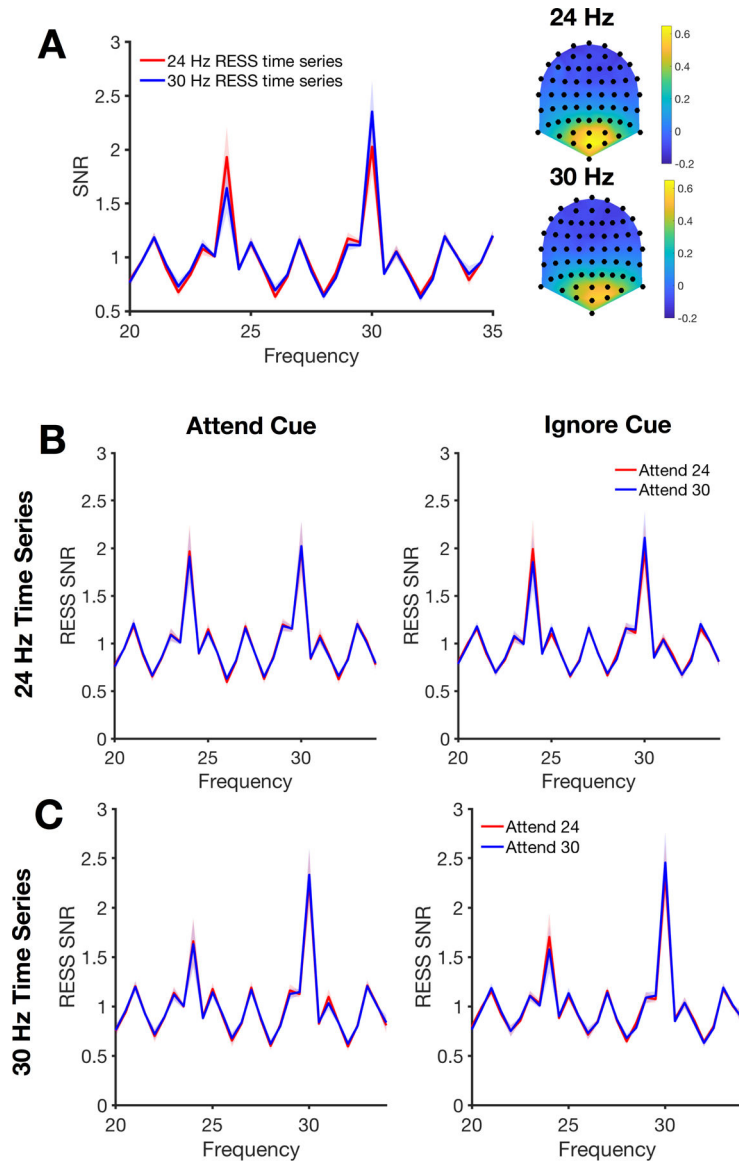 A
24 Hz RESS time series
30 Hz RESS time series
3
2.5
2
1.5
1
0.5
SNR
20
25
30
35
Frequency
24 Hz
0.6
0.4
0.2
0
-0.2
30 Hz
0.6
0.4
0.2
0
-0.2
Attend Cue
Ignore Cue
B
24 Hz Time Series
3
2.5
2
1.5
1
0.5
0
RESS SNR
20
25
30
Frequency
Attend 24
Attend 30
3
2.5
2
1.5
1
0.5
0
RESS SNR
20
25
30
Frequency
C
30 Hz Time Series
3
2.5
2
1.5
1
0.5
0
RESS SNR
20
25
30
Frequency
Attend 24
Attend 30
3
2.5
2
1.5
1
0.5
0
RESS SNR
20
25
30
Frequency